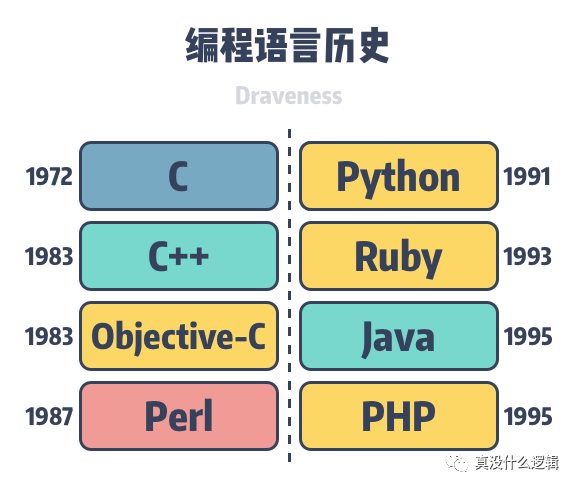 编程语言历史
Draveness
1972 C
Python 1991
1983 C++
Ruby 1993
1983 Objective-C
Java 1995
1987 Perl
PHP 1995
真没什么逻辑